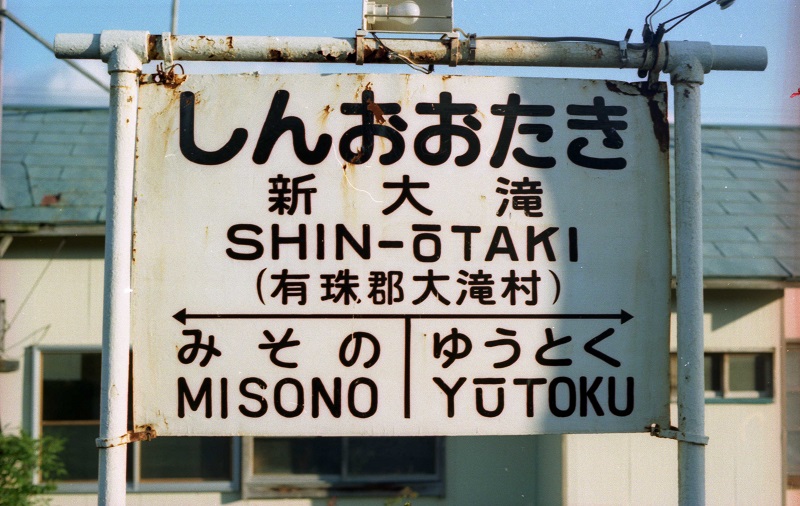 しんおおたき
新大滝
SHIN-ŌTAKI
(有珠郡大滝村)
みその ゆうとく
MISONO YŪTOKU